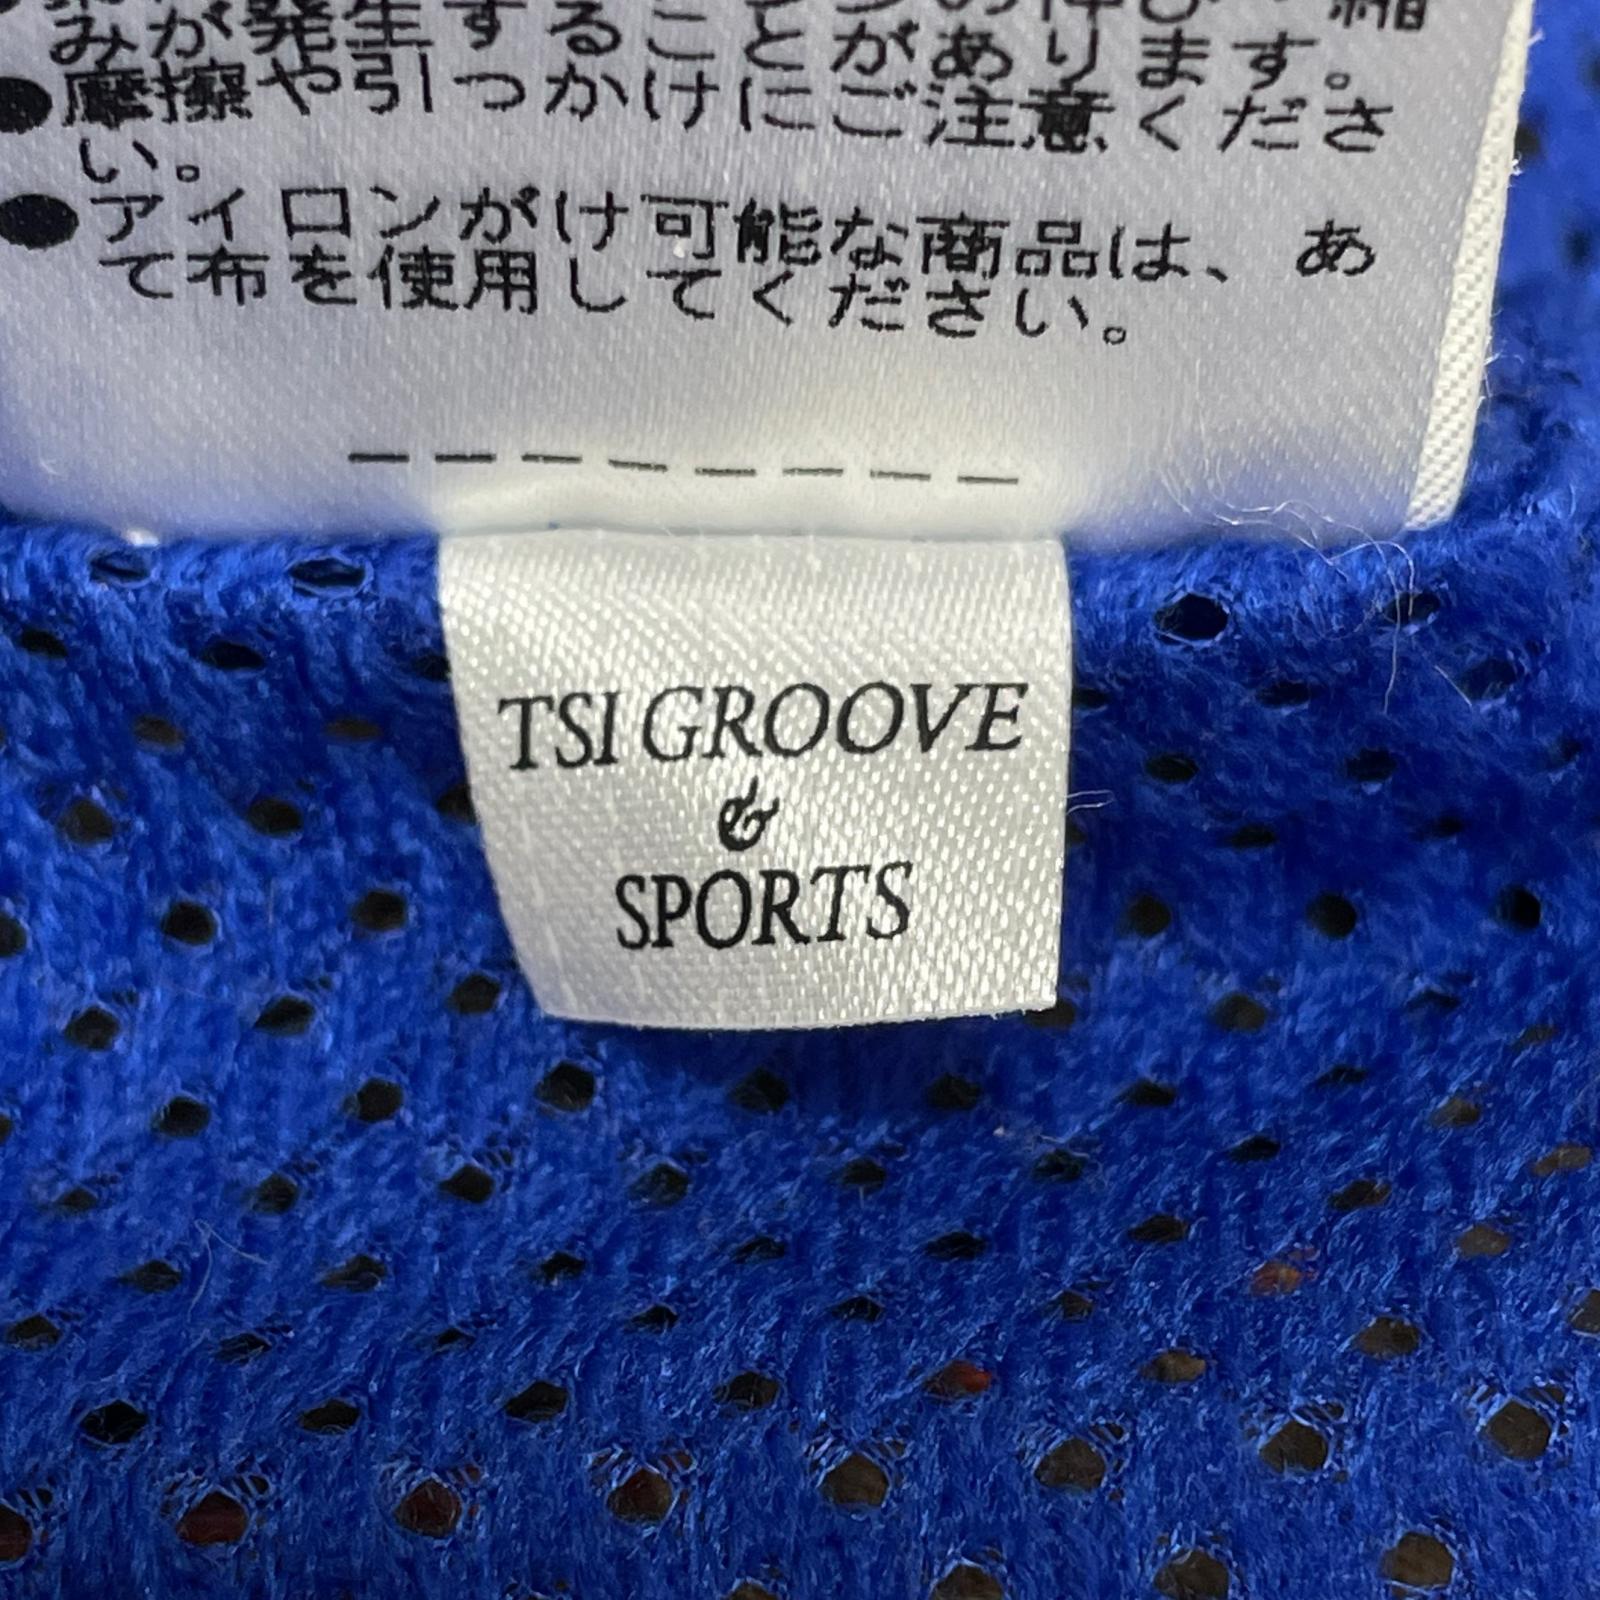 みが発生することがあります。
●摩擦や引っかけにご注意くださ
い。
●アイロンがけ可能な商品は、あ
て布を使用してください。
TSI GROOVE
&
SPORTS